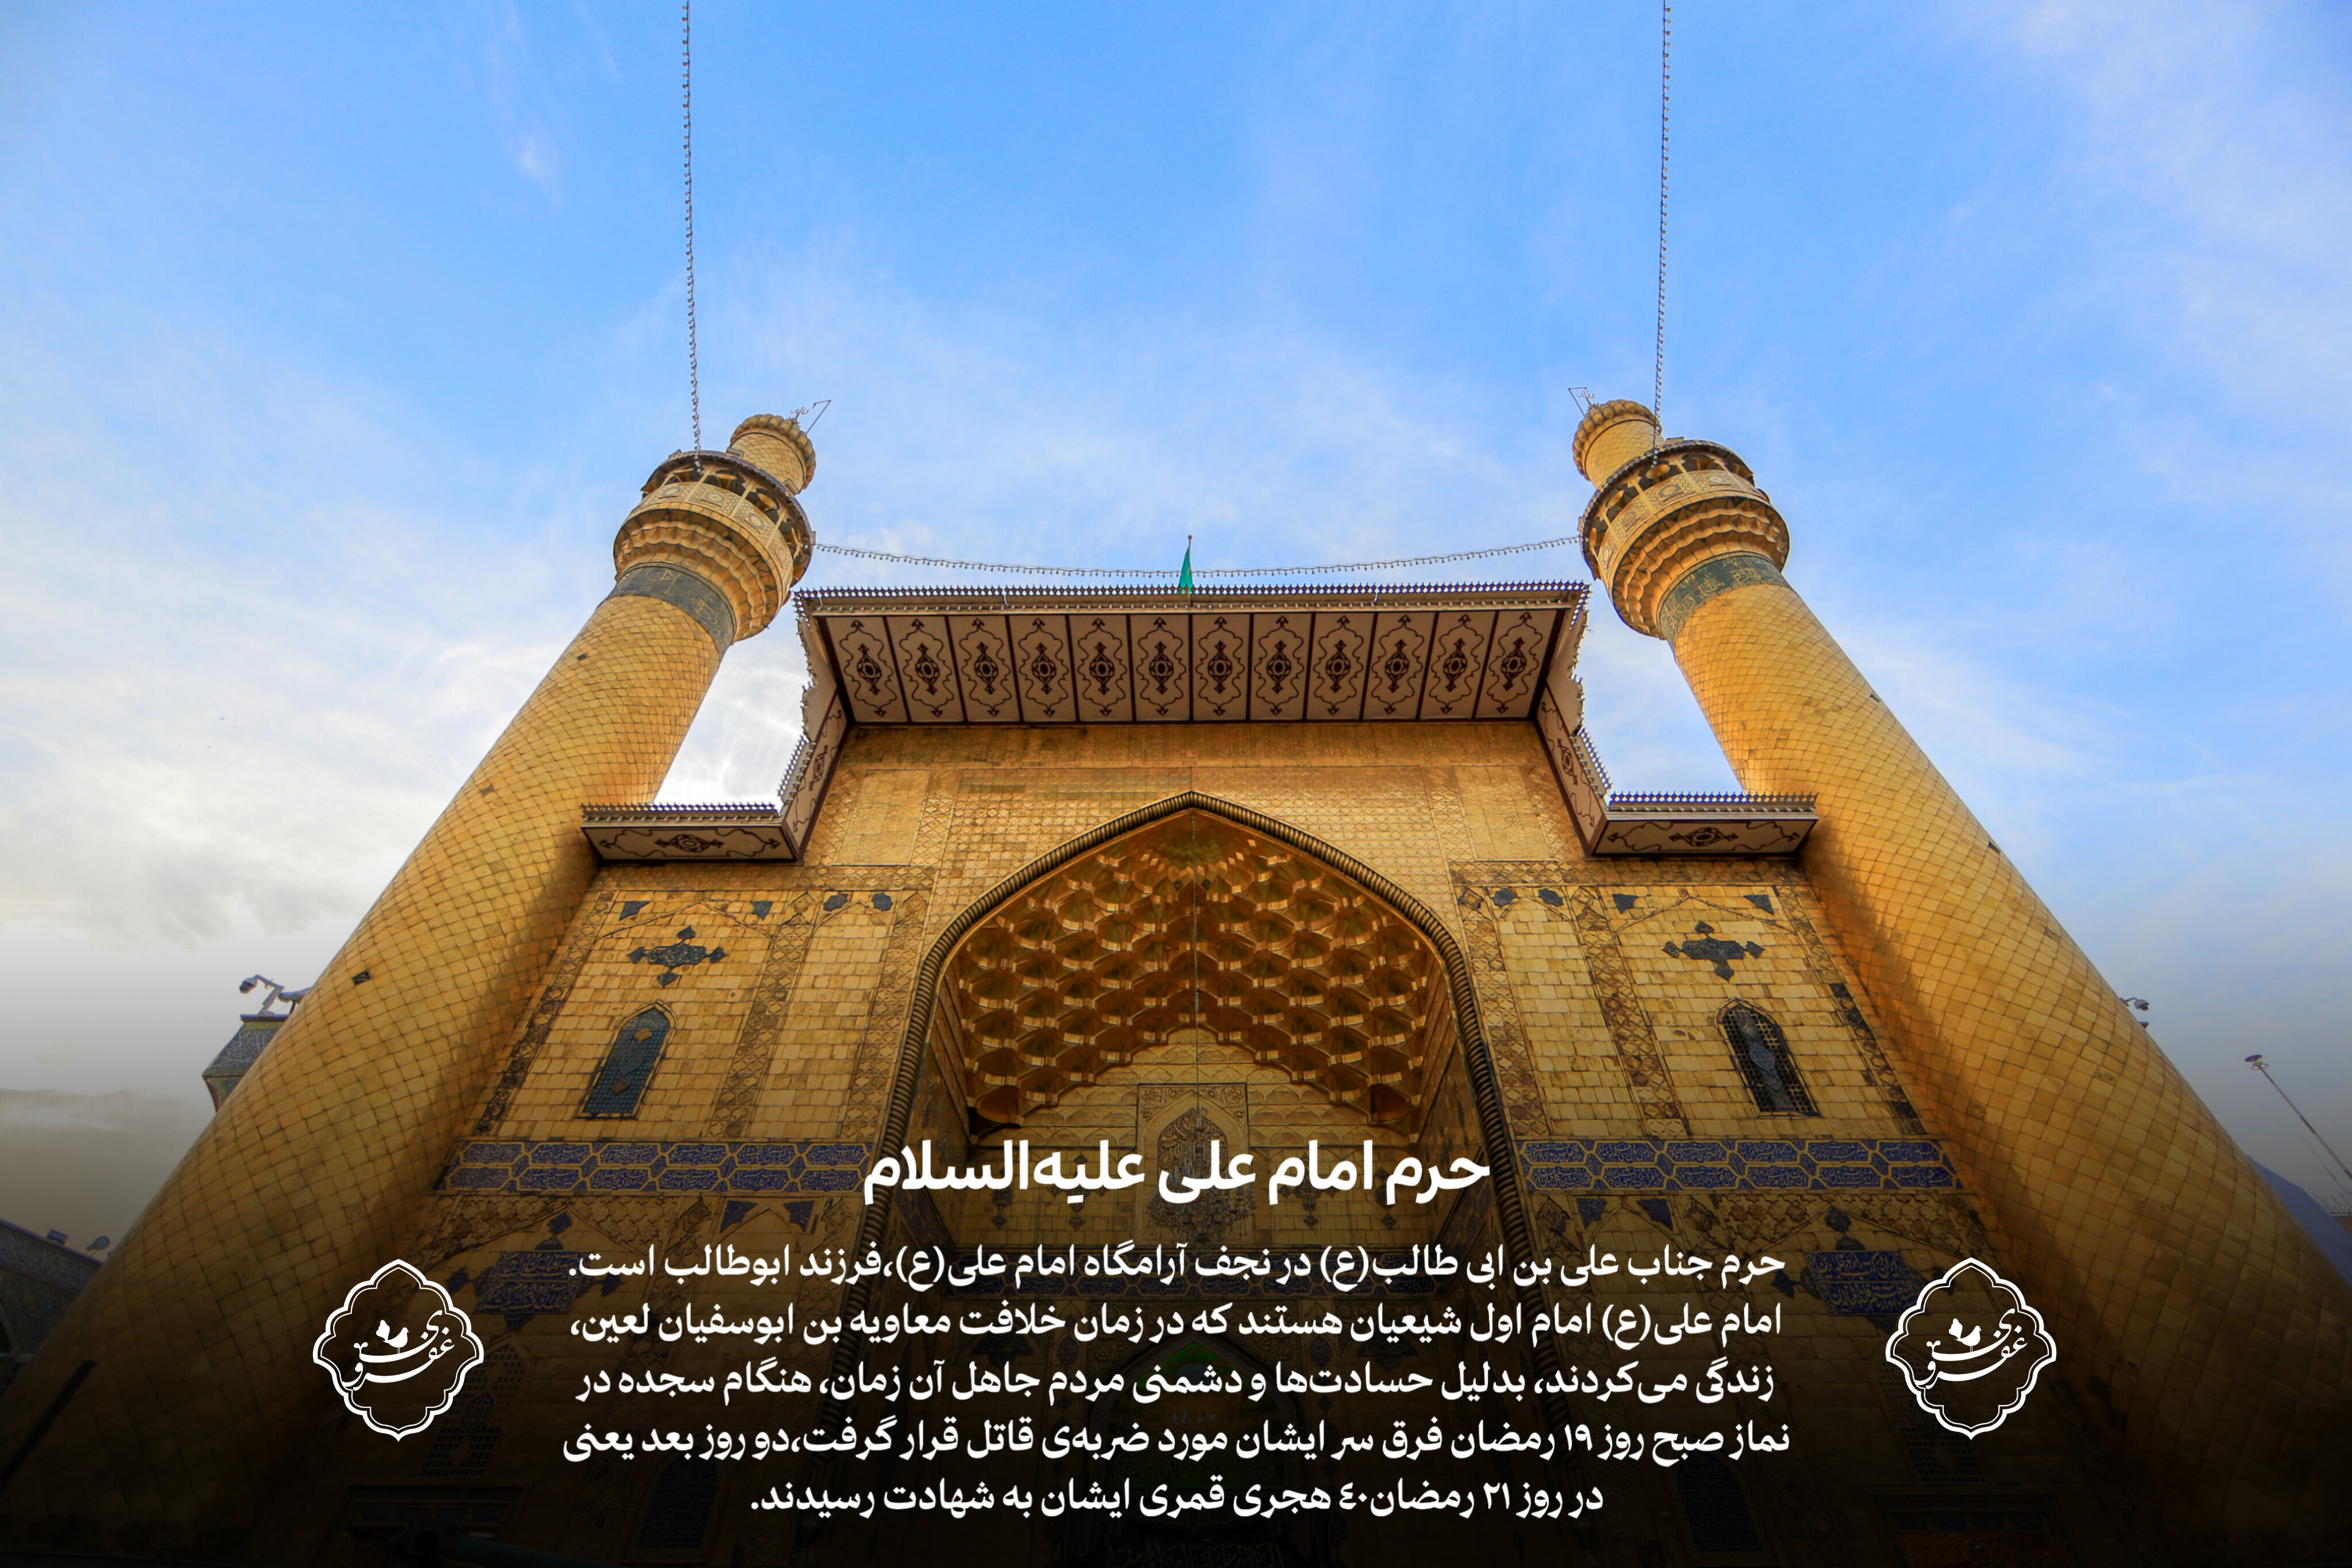 حرم امام علی علیه‌السلام
حرم جناب علی بن ابی طالب(ع) در نجف آرامگاه امام علی(ع)،فرزند ابوطالب است.
امام علی(ع) امام اول شیعیان هستند که در زمان خلافت معاویه بن ابوسفیان لعین،
زندگی می‌کردند، بدلیل حسادت‌ها و دشمنی مردم جاهل آن زمان، هنگام سجده در
نماز صبح روز ۱۹ رمضان فرق سر ایشان مورد ضربه‌ی قاتل قرار گرفت،دو روز بعد یعنی
در روز ۲۱ رمضان۴۰ هجری قمری ایشان به شهادت رسیدند.
غفوری
غفوری